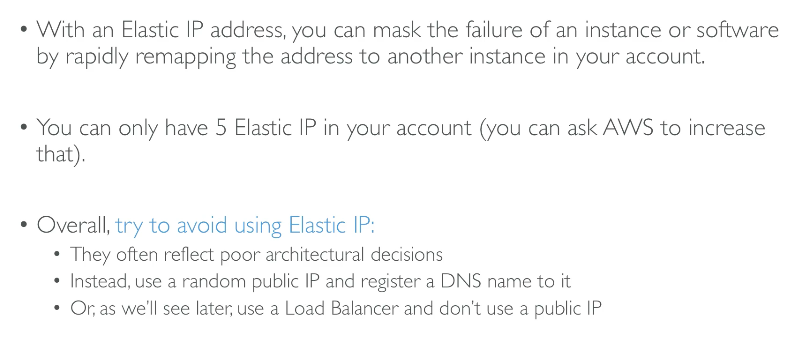 • With an Elastic IP address, you can mask the failure of an instance or software
by rapidly remapping the address to another instance in your account.
• You can only have 5 Elastic IP in your account (you can ask AWS to increase
that).
• Overall, try to avoid using Elastic IP:
• They often reflect poor architectural decisions
• Instead, use a random public IP and register a DNS name to it
• Or, as we'll see later, use a Load Balancer and don't use a public IP